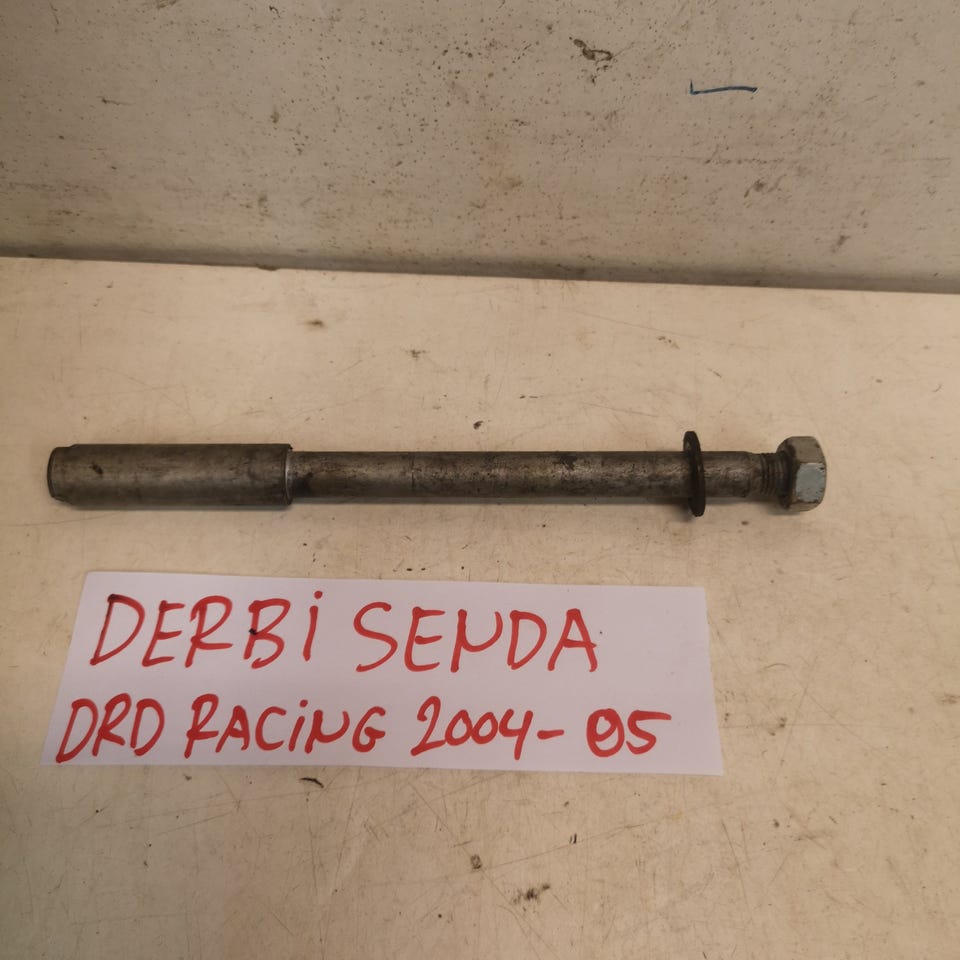 DERBi SENDA
DRD RACiNG 2004-05